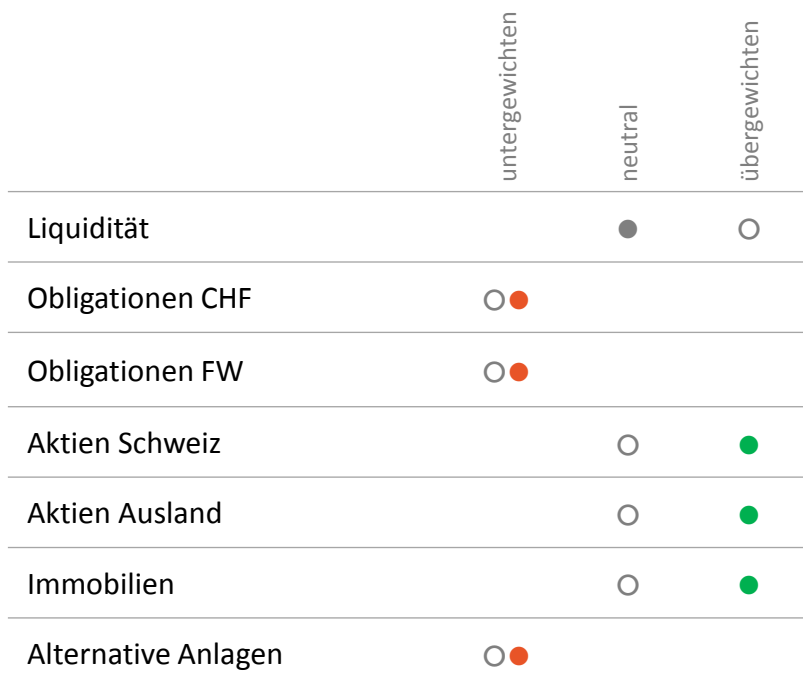 untergewichten
neutral
übergewichten
Liquidität
Obligationen CHF
Obligationen FW
Aktien Schweiz
Aktien Ausland
Immobilien
Alternative Anlagen